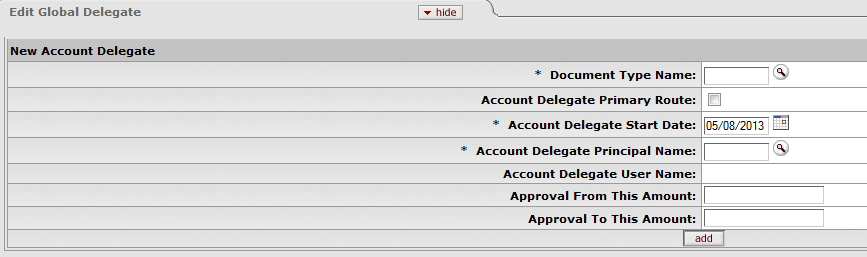 Edit Global Delegate hide
New Account Delegate
* Document Type Name:
Account Delegate Primary Route:
* Account Delegate Start Date: 05/08/2013
* Account Delegate Principal Name:
Account Delegate User Name:
Approval From This Amount:
Approval To This Amount:
add